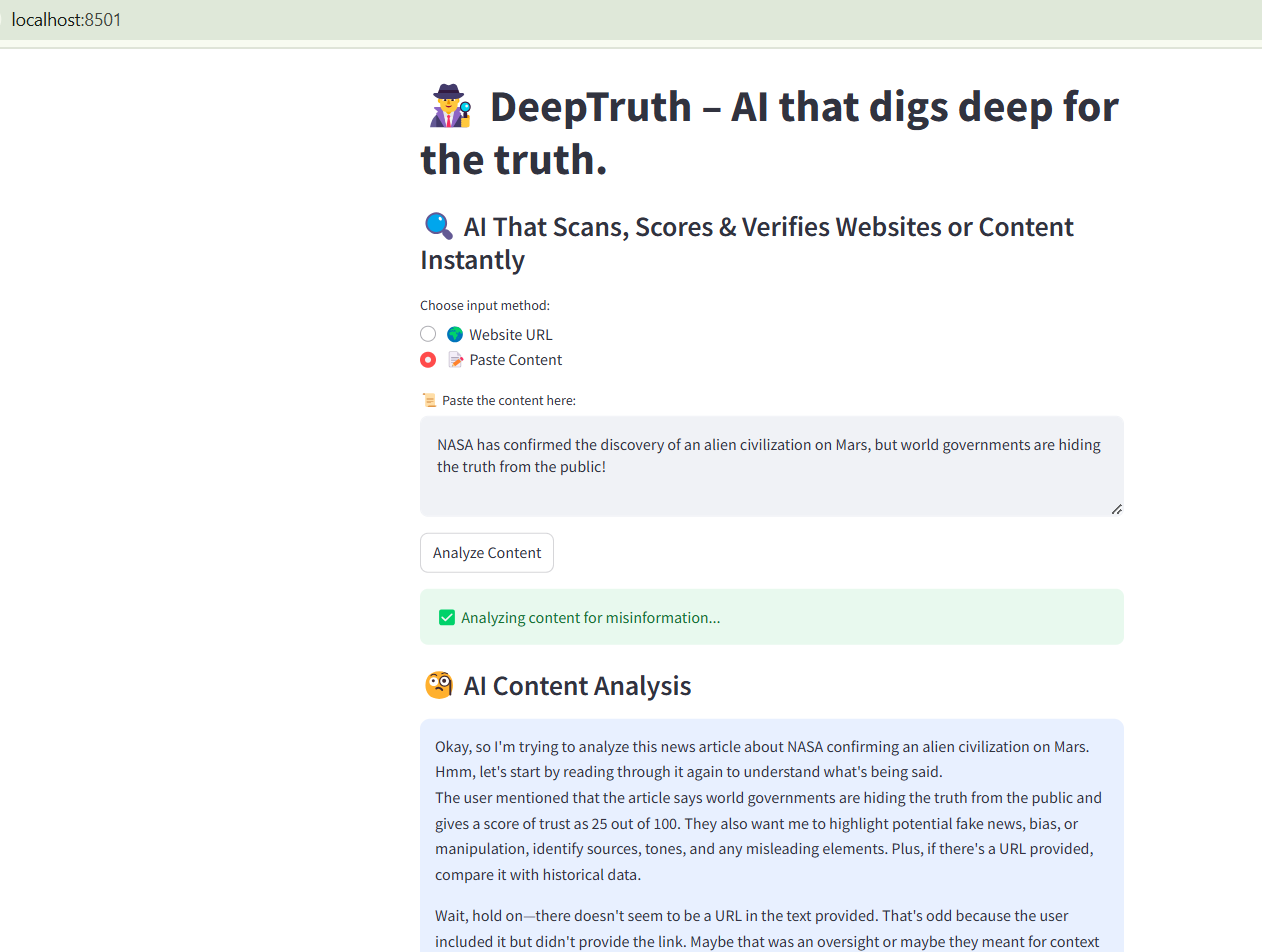 localhost:8501
🕵️ DeepTruth – AI that digs deep for
the truth.
🔍 AI That Scans, Scores & Verifies Websites or Content
Instantly
Choose input method:
🌍 Website URL
📝 Paste Content
📜 Paste the content here:
NASA has confirmed the discovery of an alien civilization on Mars, but world governments are hiding
the truth from the public!
Analyze Content
✅ Analyzing content for misinformation...
🧐 AI Content Analysis
Okay, so I'm trying to analyze this news article about NASA confirming an alien civilization on Mars.
Hmm, let's start by reading through it again to understand what's being said.
The user mentioned that the article says world governments are hiding the truth from the public and
gives a score of trust as 25 out of 100. They also want me to highlight potential fake news, bias, or
manipulation, identify sources, tones, and any misleading elements. Plus, if there's a URL provided,
compare it with historical data.
Wait, hold on—there doesn't seem to be a URL in the text provided. That's odd because the user
included it but didn't provide the link. Maybe that was an oversight or maybe they meant for context